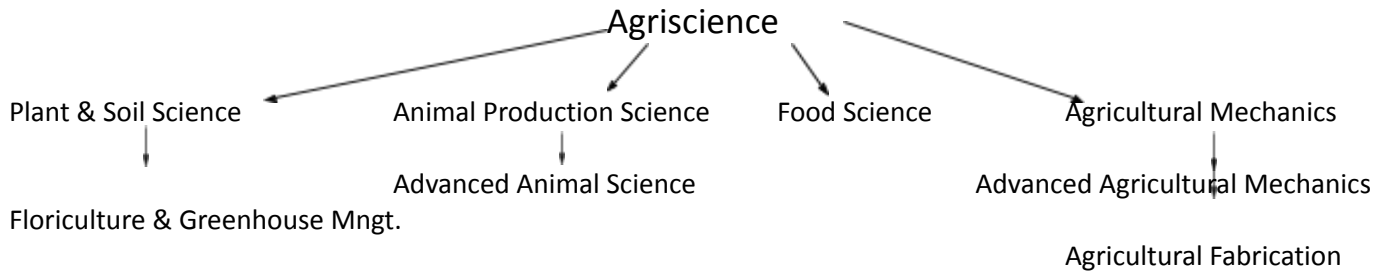 Agriscience
Plant & Soil Science Animal Production Science Food Science Agricultural Mechanics
Advanced Animal Science Advanced Agricultural Mechanics
Floriculture & Greenhouse Mngt.
Agricultural Fabrication